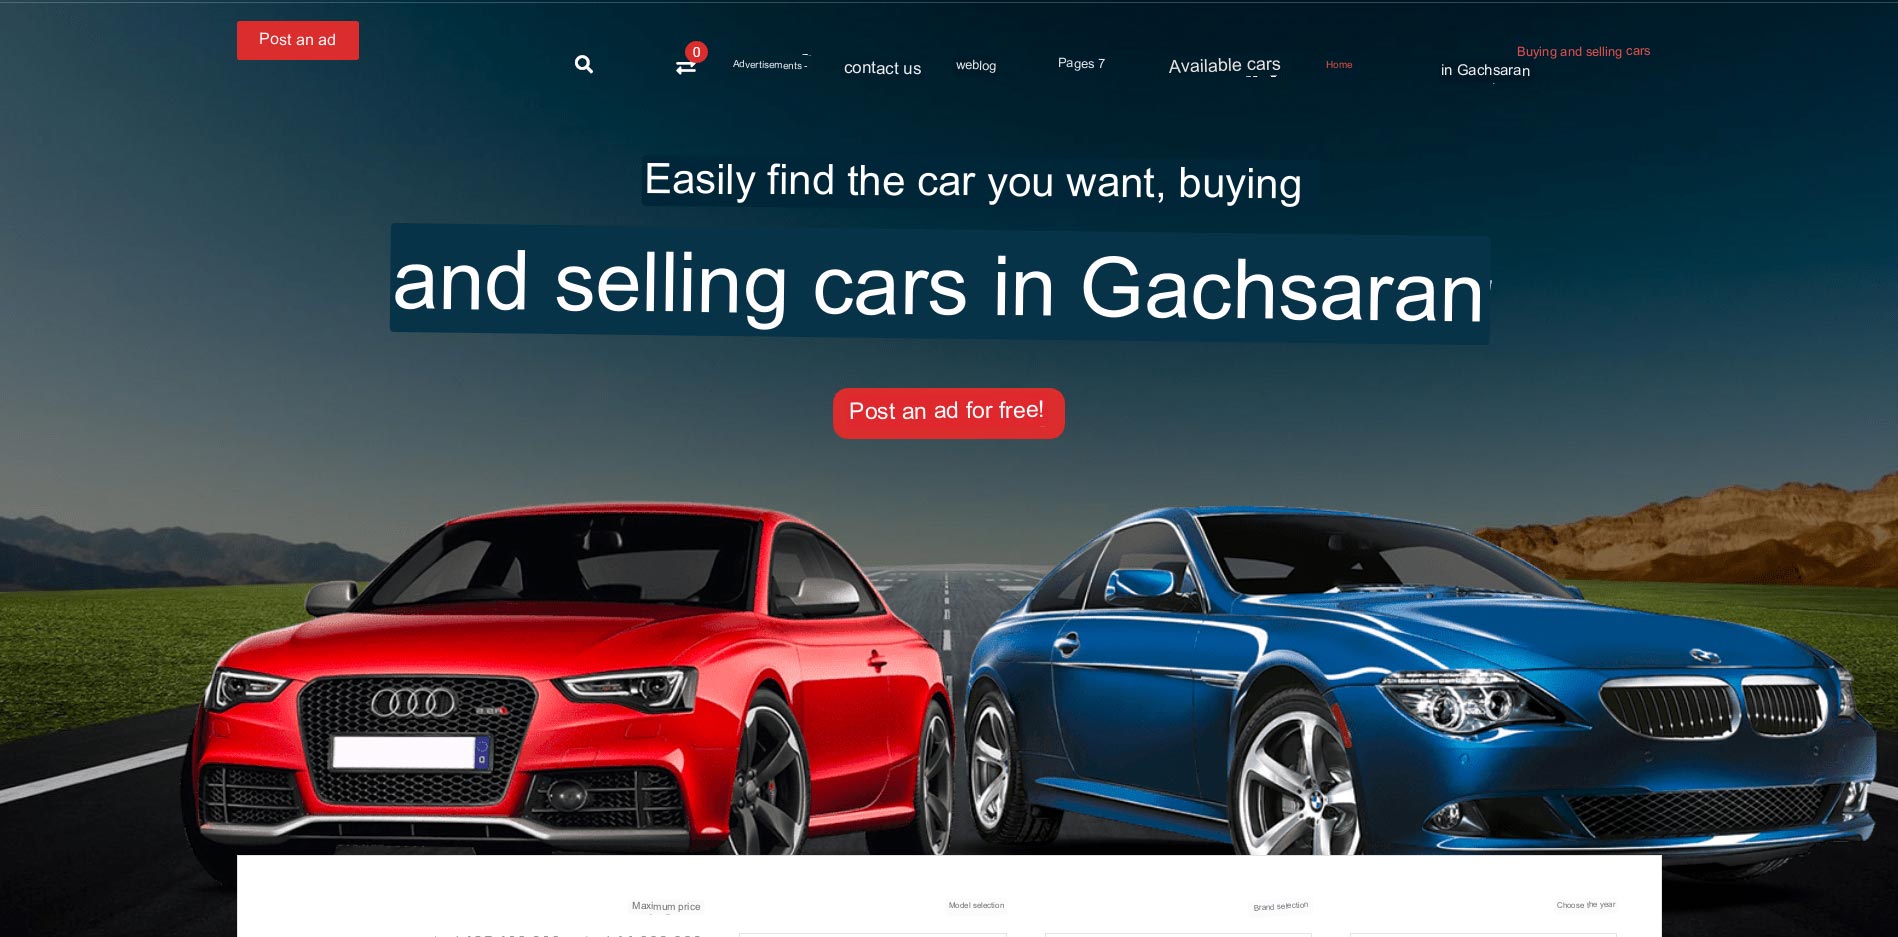 Post an ad
0
Advertisements -
contact us
weblog
Pages 7
Available cars
Home
Buying and selling cars
in Gachsaran
Easily find the car you want, buying
and selling cars in Gachsaran
Post an ad for free!
Maximum price
Model selection
Brand selection
Choose the year